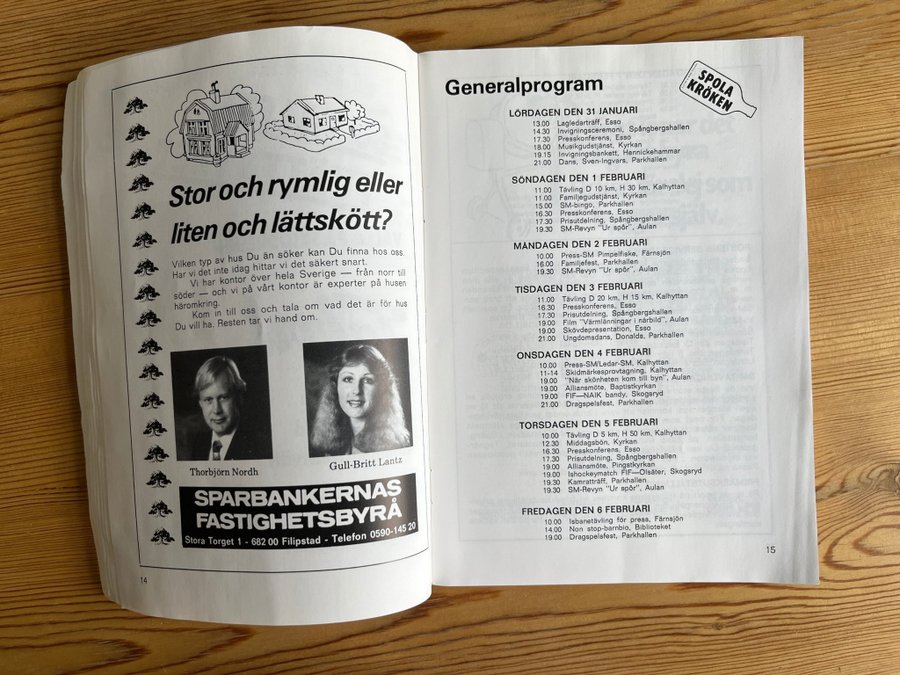 Stor och rymlig eller
liten och lättskött?
Vilken typ av hus Du än söker kan Du finna hos oss.
Har vi det inte idag hittar vi det säkert snart.
Vi har kontor över hela Sverige — från norr till
söder — och vi på vårt kontor är experter på husen
häromkring.
Kom in till oss och tala om vad det är för hus
Du vill ha. Resten tar vi hand om.
Thorbjörn Nordh
Gull-Britt Lantz
SPARBANKERNAS
FASTIGHETSBYRÅ
Stora Torget 1 - 682 00 Filipstad - Telefon 0590-145 20
14
Generalprogram
SPOLA
KRÖKEN
LÖRDAGEN DEN 31 JANUARI
13.00 Lagledarträff, Esso
14.30 Invigningsceremoni, Spångbergshallen
17.30 Presskonferens, Esso
18.00 Musikgudstjänst, Kyrkan
19.15 Invigningsbankett, Hennickehammar
21.00 Dans, Sven-Ingvars, Parkhallen
SÖNDAGEN DEN 1 FEBRUARI
11.00 Tävling D 10 km, H 30 km, Kalhyttan
11.00 Familjegudstjänst, Kyrkan
15.00 SM-bingo, Parkhallen
16.30 Presskonferens, Esso
17.30 Prisutdelning, Spångbergshallen
19.30 SM-Revyn "Ur spår", Aulan
MÅNDAGEN DEN 2 FEBRUARI
10.00 Press-SM Pimpelfiske, Färnsjön
16.00 Familjefest, Parkhallen
19.30 SM-Revyn "Ur spår", Aulan
TISDAGEN DEN 3 FEBRUARI
11.00 Tävling D 20 km, H 15 km, Kalhyttan
16.30 Presskonferens, Esso
17.30 Prisutdelning, Spångbergshallen
19.00 Film "Värmlänningar i närbild", Aulan
19.00 Skövdepresentation, Esso
21.00 Ungdomsdans, Donalds, Parkhallen
ONSDAGEN DEN 4 FEBRUARI
10.00 Press-SM/Ledar-SM, Kalhyttan
11-14 Skidmärkesprovtagning, Kalhyttan
19.00 "När skönheten kom till byn", Aulan
19.00 Alliansmöte, Baptistkyrkan
19.00 FIF—NAIK bandy, Skogsryd
21.00 Dragspelsfest, Parkhallen
TORSDAGEN DEN 5 FEBRUARI
10.00 Tävling D 5 km, H 50 km, Kalhyttan
12.30 Middagsbön, Kyrkan
16.30 Presskonferens, Esso
17.30 Prisutdelning, Spångbergshallen
19.00 Alliansmöte, Pingstkyrkan
19.00 Ishockeymatch FIF—Olsäter, Skogsryd
19.30 Kamratträff, Parkhallen
19.30 SM-Revyn "Ur spår", Aulan
FREDAGEN DEN 6 FEBRUARI
10.00 Isbanetävling för press, Färnsjön
14.00 Non stop-barnbio, Biblioteket
19.00 Dragspelsfest, Parkhallen
15